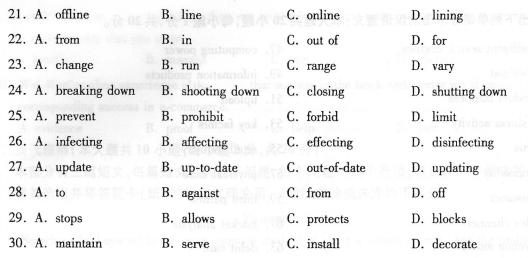 21. A. offline B. line C. online D. lining
22. A. from B. in C. out of D. for
23. A. change B. run C. range D. vary
24. A. breaking down B. shooting down C. closing D. shutting down
25. A. prevent B. prohibit C. forbid D. limit
26. A. infecting B. affecting C. effecting D. disinfecting
27. A. update B. up-to-date C. out-of-date D. updating
28. A. to B. against C. from D. off
29. A. stops B. allows C. protects D. blocks
30. A. maintain B. serve C. install D. decorate